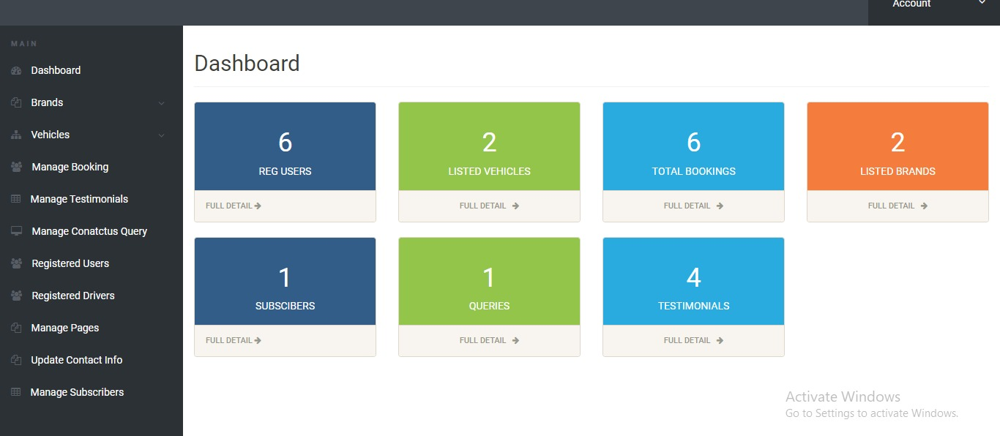 Account
MAIN
Dashboard
Brands
Vehicles
Manage Booking
Manage Testimonials
Manage Conatctus Query
Registered Users
Registered Drivers
Manage Pages
Update Contact Info
Manage Subscribers
Dashboard
6
REG USERS
FULL DETAIL
2
LISTED VEHICLES
FULL DETAIL
6
TOTAL BOOKINGS
FULL DETAIL
2
LISTED BRANDS
FULL DETAIL
1
SUBSCIBERS
FULL DETAIL
1
QUERIES
FULL DETAIL
4
TESTIMONIALS
FULL DETAIL
Activate Windows
Go to Settings to activate Windows.